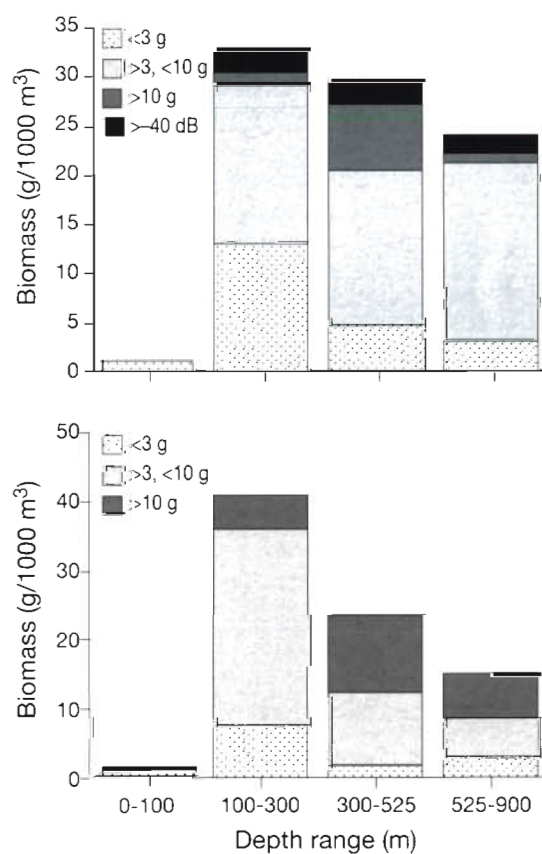 35
30
25
20
15
10
5
0
Biomass (g/1000 m³)
<3 g
>3, <10 g
>10 g
>-40 dB
50
40
30
20
10
0
Biomass (g/1000 m³)
<3 g
>3, <10 g
>10 g
0-100 100-300 300-525 525-900
Depth range (m)